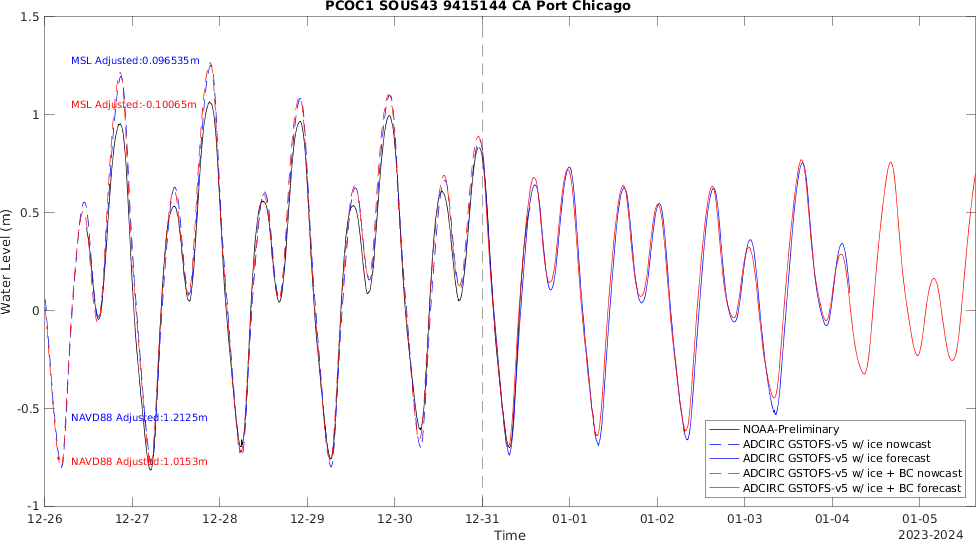 PCOC1 SOUS43 9415144 CA Port Chicago
1.5
MSL Adjusted:0.096535m
MSL Adjusted:-0.10065m
1
0.5
Water Level (m)
0
-0.5
NAVD88 Adjusted:1.2125m
NAVD88 Adjusted:1.0153m
NOAA-Preliminary
ADCIRC GSTOFS-v5 w/ ice nowcast
ADCIRC GSTOFS-v5 w/ ice forecast
ADCIRC GSTOFS-v5 w/ ice + BC nowcast
ADCIRC GSTOFS-v5 w/ ice + BC forecast
-1
12-26 12-27 12-28 12-29 12-30 12-31 01-01 01-02 01-03 01-04 01-05
Time
2023-2024